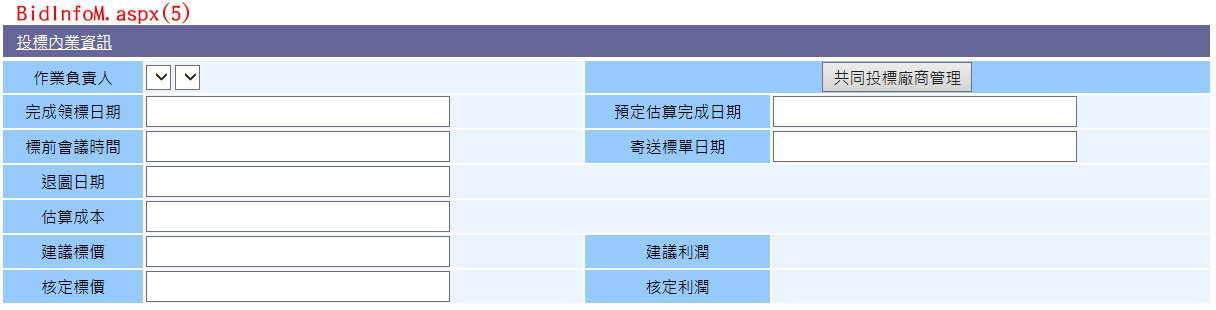 BidInfoM.aspx(5)
投標內業資訊
作業負責人 共同投標廠商管理
完成領標日期 預定估算完成日期
標前會議時間 寄送標單日期
退圖日期
估算成本
建議標價 建議利潤
核定標價 核定利潤